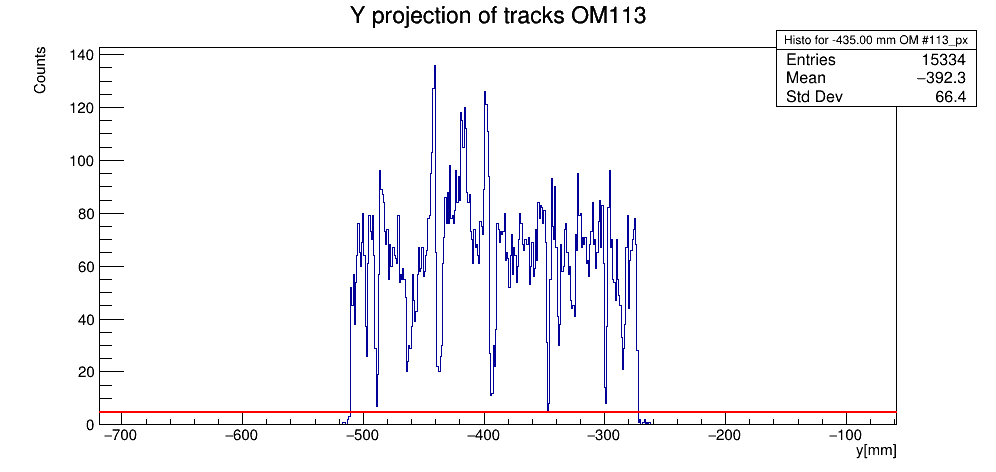 Y projection of tracks OM113
Histo for -435.00 mm OM #113_px
Entries 15334
Mean −392.3
Std Dev 66.4
Counts
140
120
100
80
60
40
20
0
−700 −600 −500 −400 −300 −200 −100
y[mm]